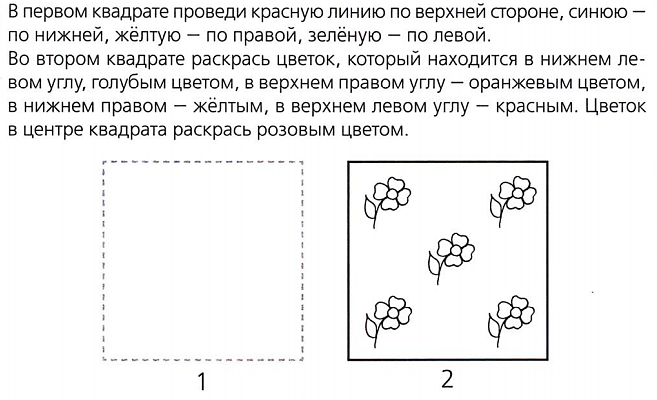 В первом квадрате проведи красную линию по верхней стороне, синюю —
по нижней, жёлтую — по правой, зелёную — по левой.
Во втором квадрате раскрась цветок, который находится в нижнем ле-
вом углу, голубым цветом, в верхнем правом углу — оранжевым цветом,
в нижнем правом — жёлтым, в верхнем левом углу — красным. Цветок
в центре квадрата раскрась розовым цветом.
1
2